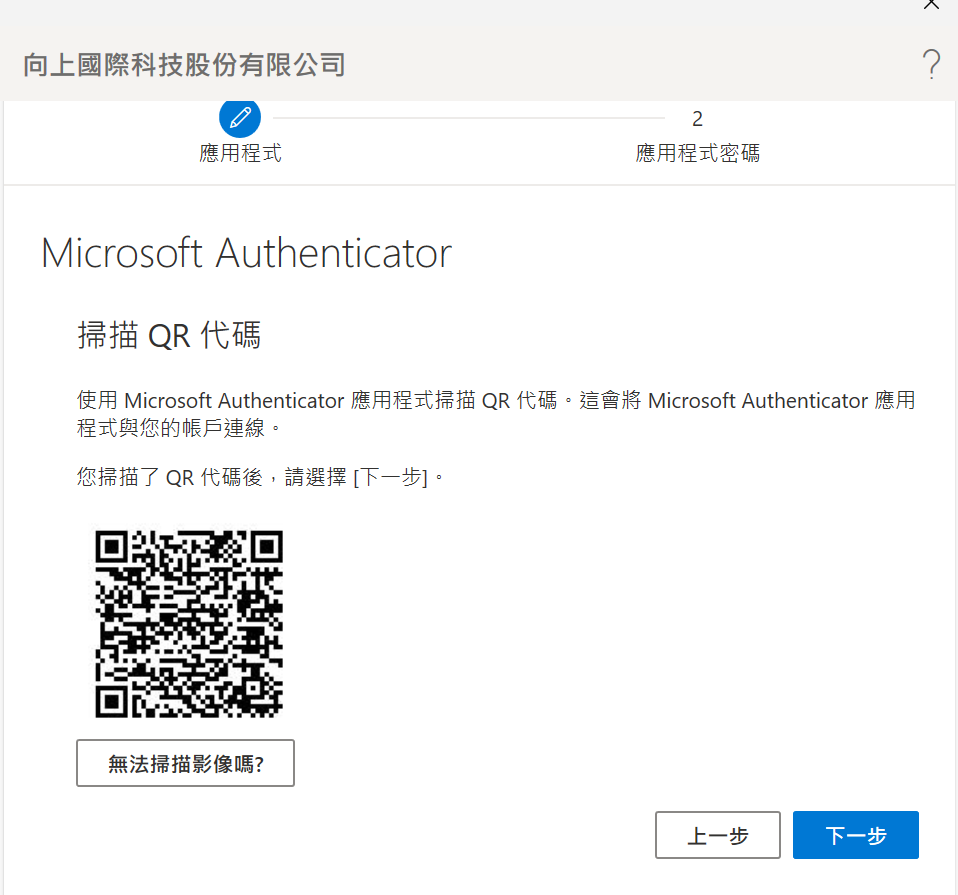 向上國際科技股份有限公司
?
2
應用程式
應用程式密碼
Microsoft Authenticator
掃描 QR 代碼
使用 Microsoft Authenticator 應用程式掃描 QR 代碼。這會將 Microsoft Authenticator 應用
程式與您的帳戶連線。
您掃描了 QR 代碼後，請選擇 [下一步]。
無法掃描影像嗎?
上一步
下一步